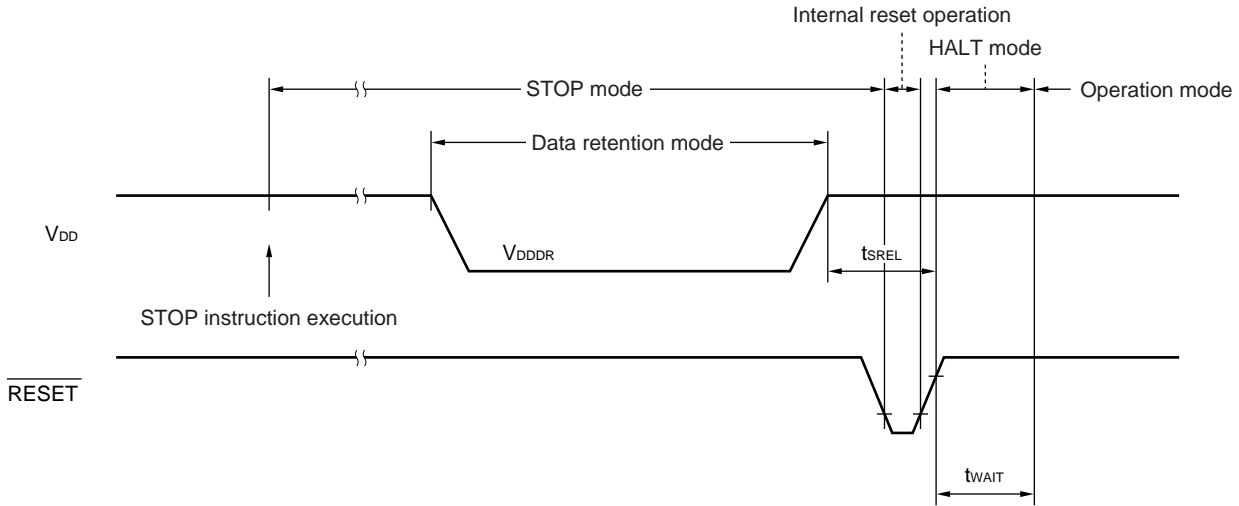 Internal reset operation
HALT mode
STOP mode
Operation mode
Data retention mode
VDD
VDDDR
tSREL
STOP instruction execution
RESET
tWAIT